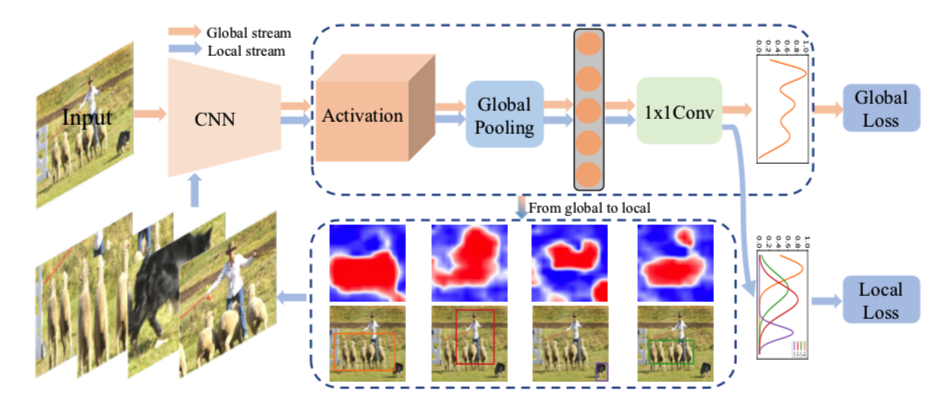 Global stream
Local stream
Input
CNN
Activation
Global
Pooling
1x1Conv
0.0 0.2 0.4 0.6 0.8 1.0
Global
Loss
From global to local
0.0 0.2 0.4 0.6 0.8 1.0
Local
Loss